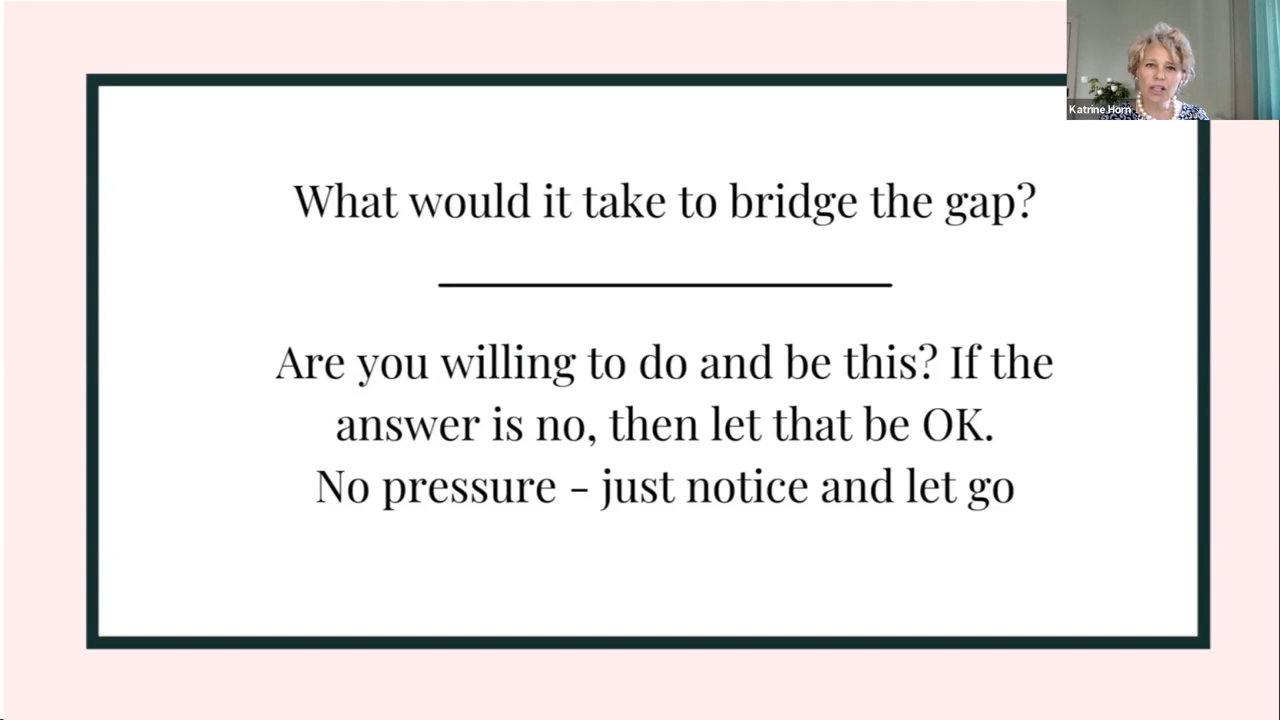 Katrine Horn
What would it take to bridge the gap?
Are you willing to do and be this? If the
answer is no, then let that be OK.
No pressure - just notice and let go